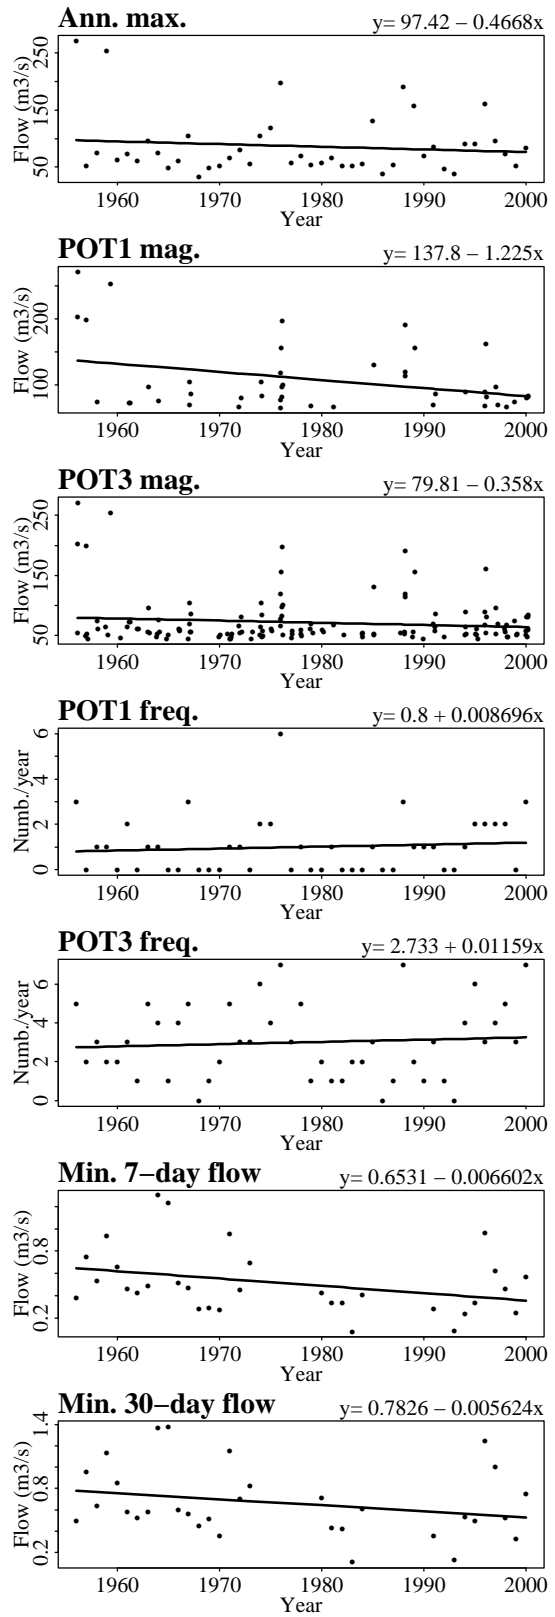 Ann. max. y= 97.42 − 0.4668x
Flow (m3/s)
50 150 250
1960 1970 1980 1990 2000
Year
POT1 mag. y= 137.8 − 1.225x
Flow (m3/s)
100 200
1960 1970 1980 1990 2000
Year
POT3 mag. y= 79.81 − 0.358x
Flow (m3/s)
50 150 250
1960 1970 1980 1990 2000
Year
POT1 freq. y= 0.8 + 0.008696x
Numb./year
0 2 4 6
1960 1970 1980 1990 2000
Year
POT3 freq. y= 2.733 + 0.01159x
Numb./year
0 2 4 6
1960 1970 1980 1990 2000
Year
Min. 7−day flow y= 0.6531 − 0.006602x
Flow (m3/s)
0.2 0.8
1960 1970 1980 1990 2000
Year
Min. 30−day flow y= 0.7826 − 0.005624x
Flow (m3/s)
0.2 0.8 1.4
1960 1970 1980 1990 2000
Year